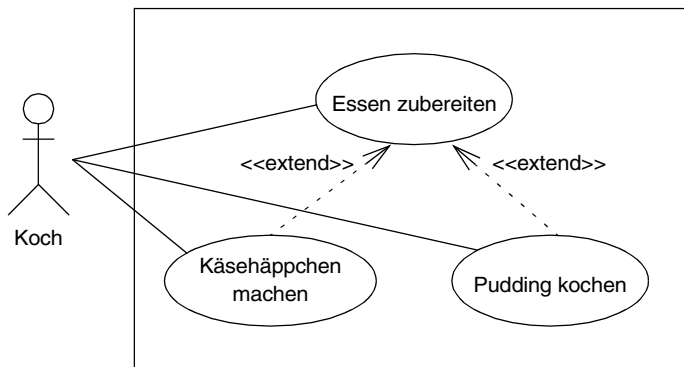 Essen zubereiten
<<extend>>
<<extend>>
Koch
Käsehäppchen
machen
Pudding kochen